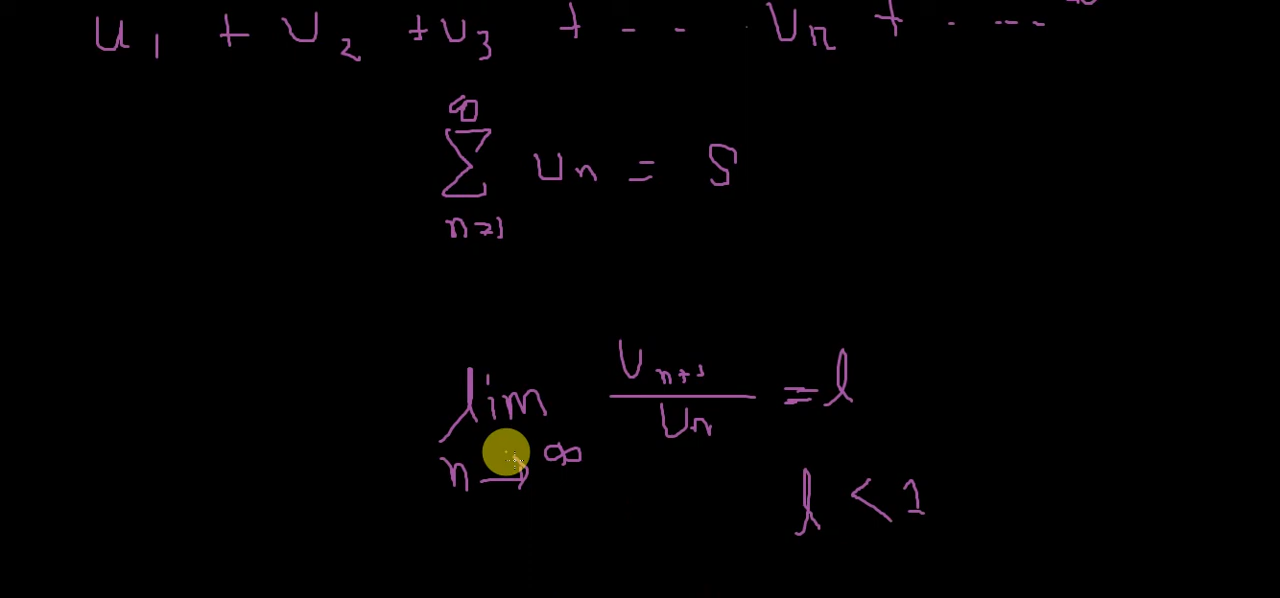 u₁ + U₂ + U₃ + - - . Uₙ + - ---
∞
∑ Uₙ = S
n=1
Uₙ₊₁
lim ――― = l
Uₙ
n → ∞
l < 1